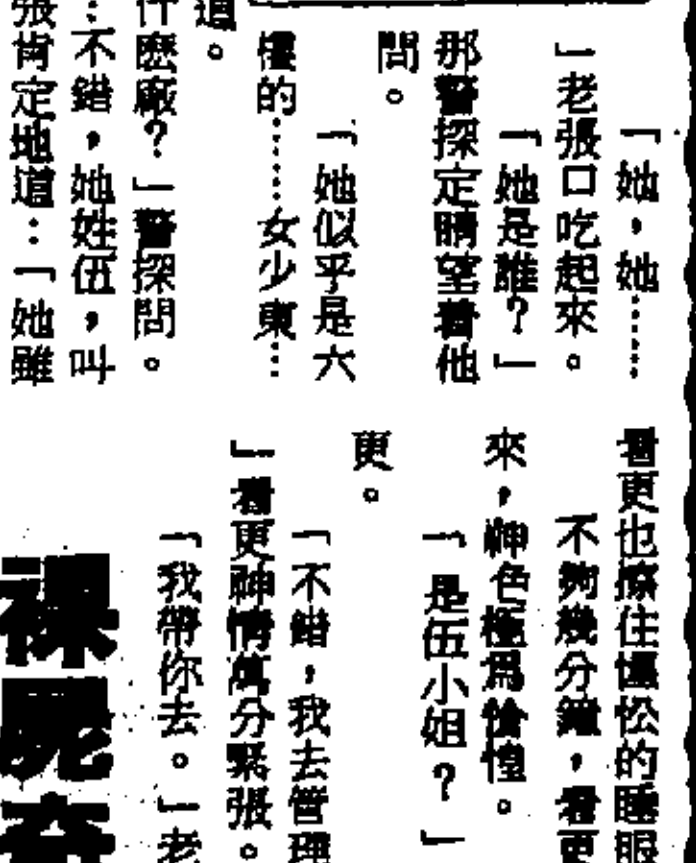 「她，她……
」老張口吃起來。
「她是誰？」
那警探定睛望着他
問。
「她似乎是六
樓的……女少東…
道。
什麽廠？」警探問。
…不錯，她姓伍，叫
張肯定地道：「她雖
看更也擦住惺忪的睡眼
不夠幾分鐘，看更
來，神色極爲愴惶。
「是伍小姐？」
更。
「不錯，我去管理
」看更神情萬分緊張。
「我帶你去。」老
裸屍奇